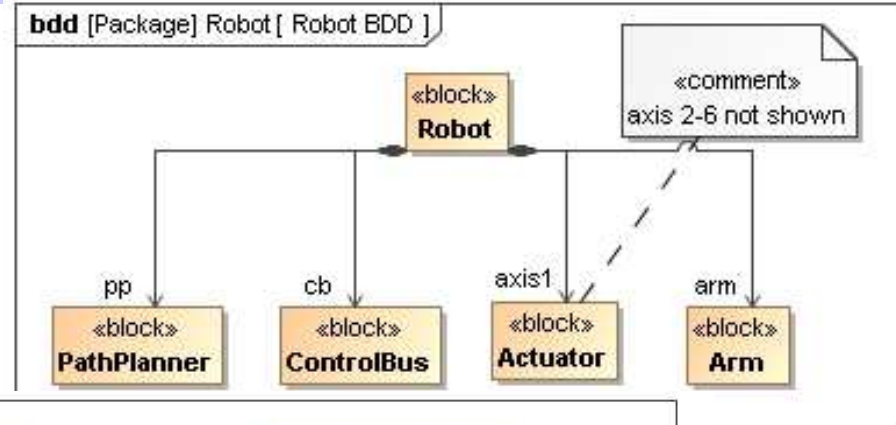 bdd [Package] Robot [ Robot BDD ]
«comment»
axis 2-6 not shown
«block»
Robot
pp
cb
axis1
arm
«block»
PathPlanner
«block»
ControlBus
«block»
Actuator
«block»
Arm